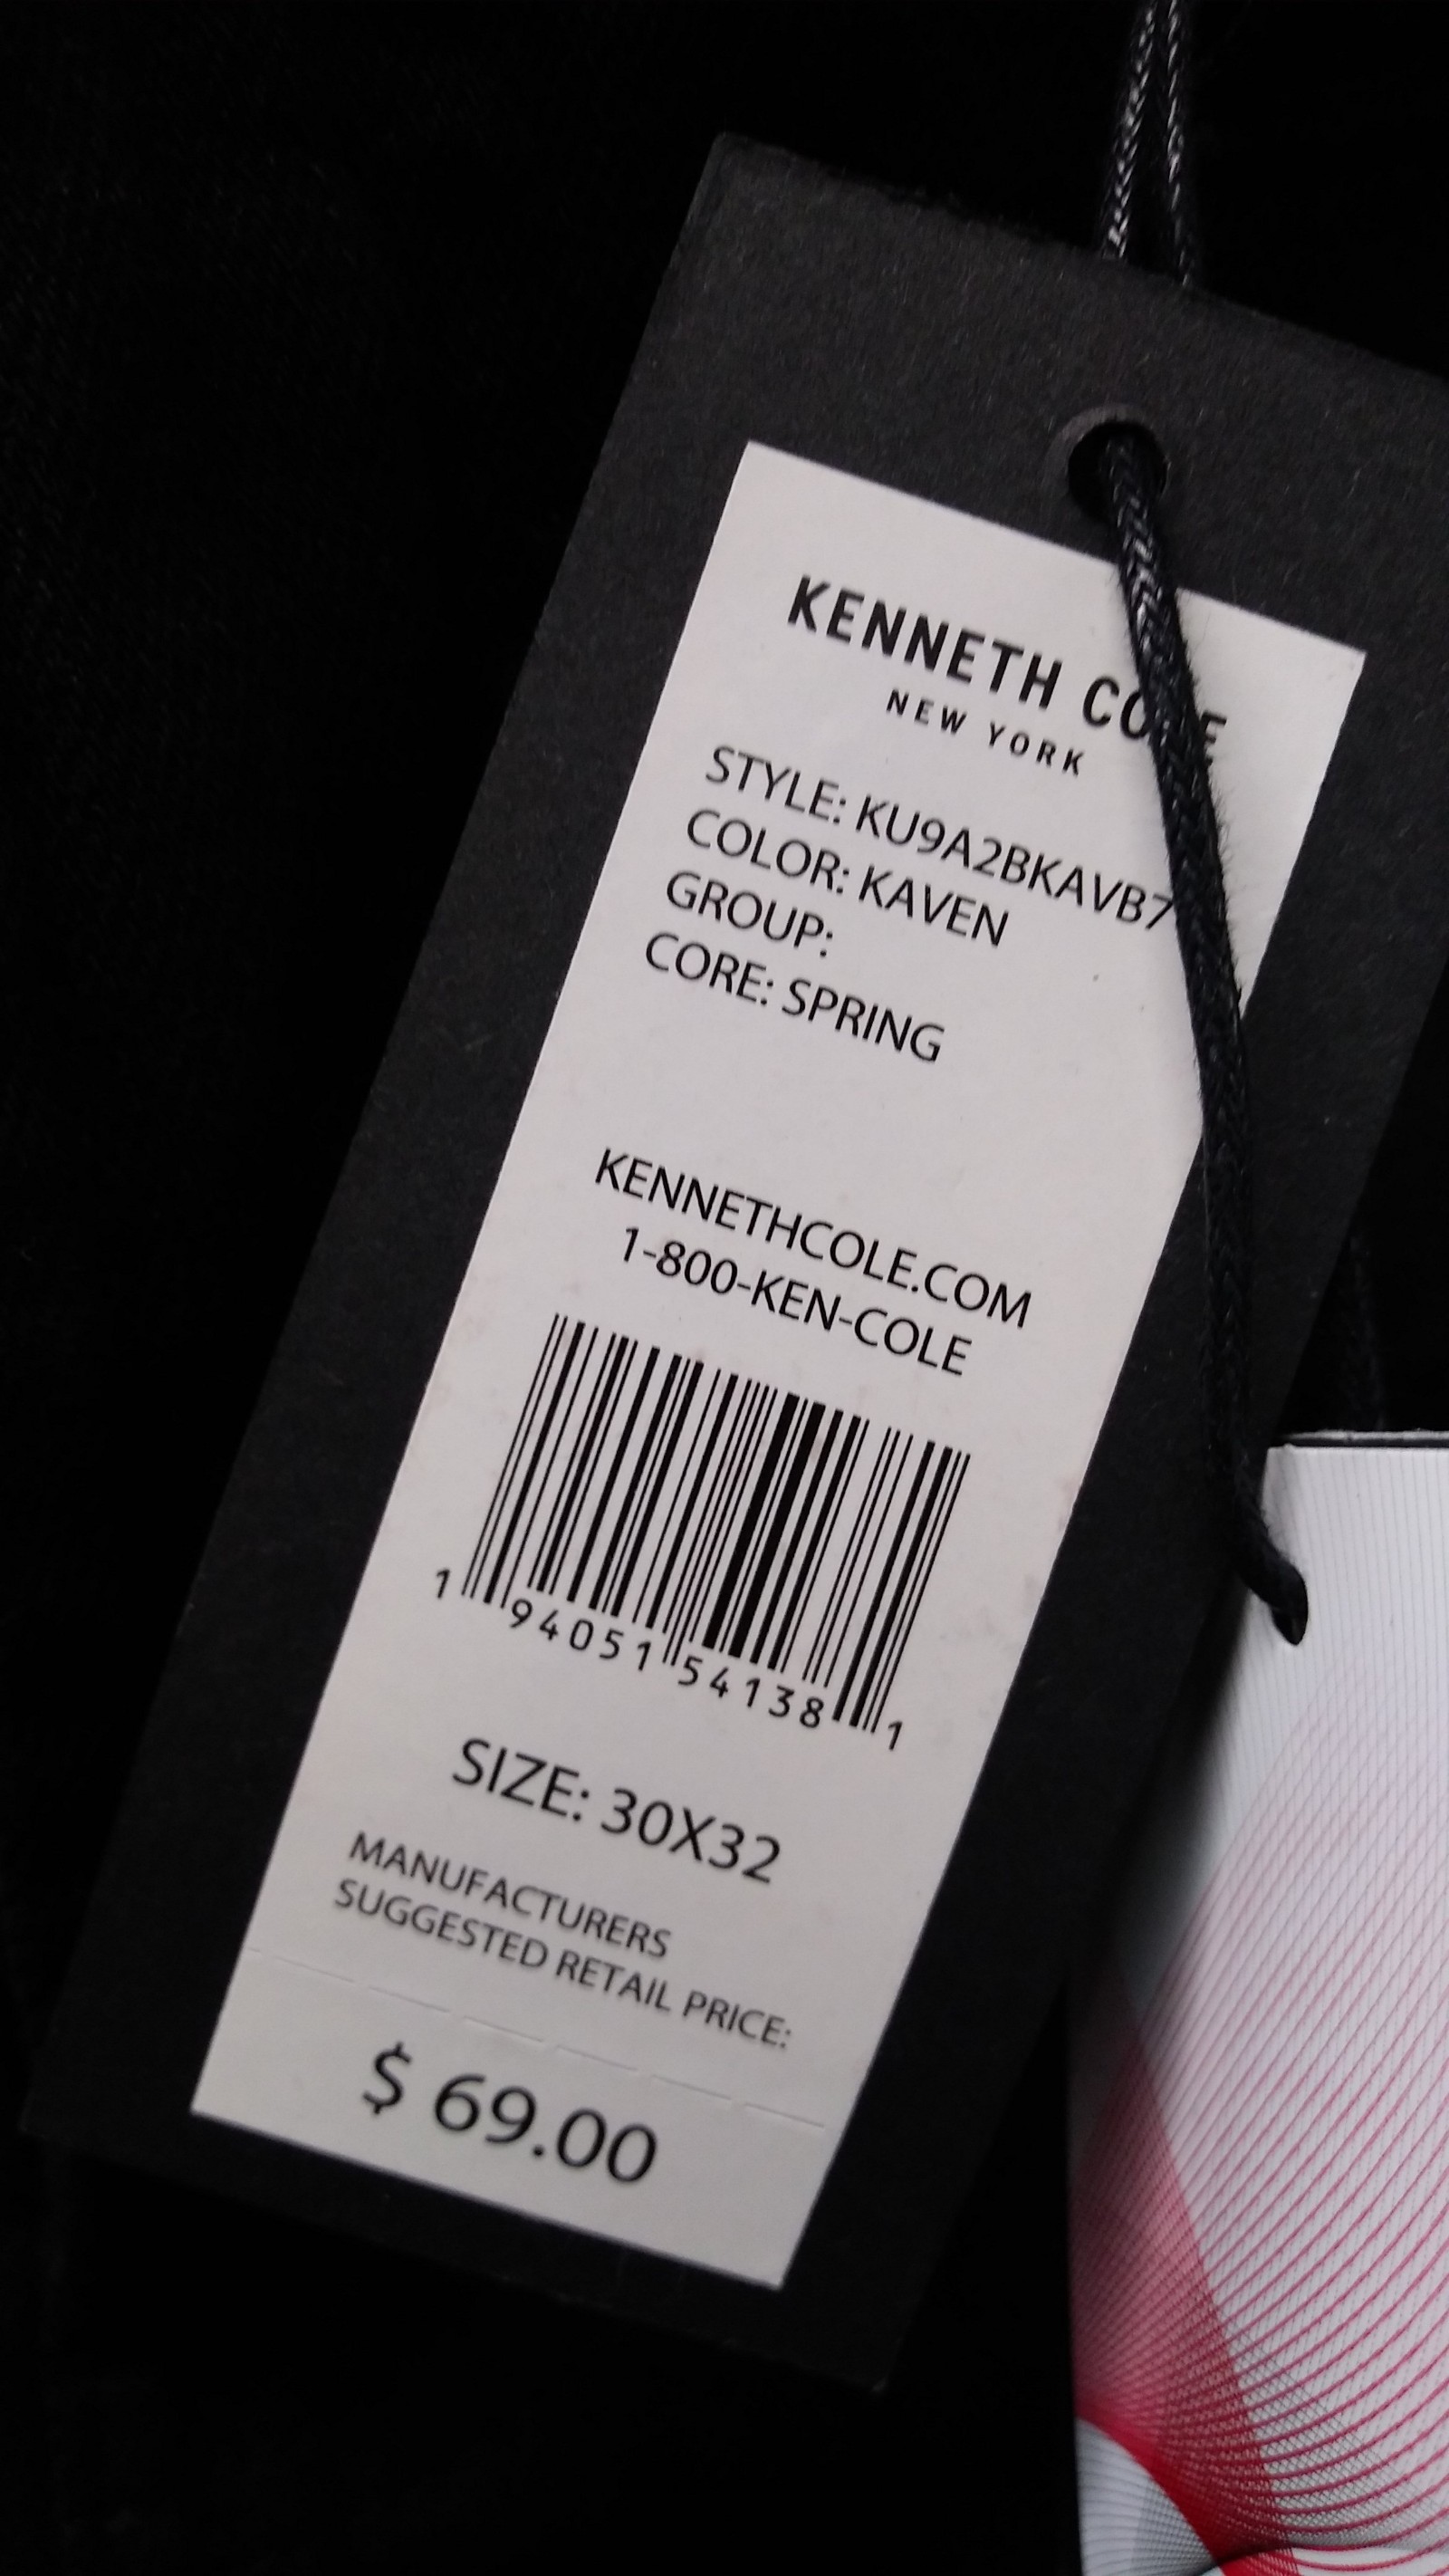 KENNETH COLE
NEW YORK
STYLE: KU9A2BKAVB7
COLOR: KAVEN
GROUP:
CORE: SPRING
KENNETHCOLE.COM
1-800-KEN-COLE
1 94051 54138 1
SIZE: 30X32
MANUFACTURERS
SUGGESTED RETAIL PRICE:
$ 69.00